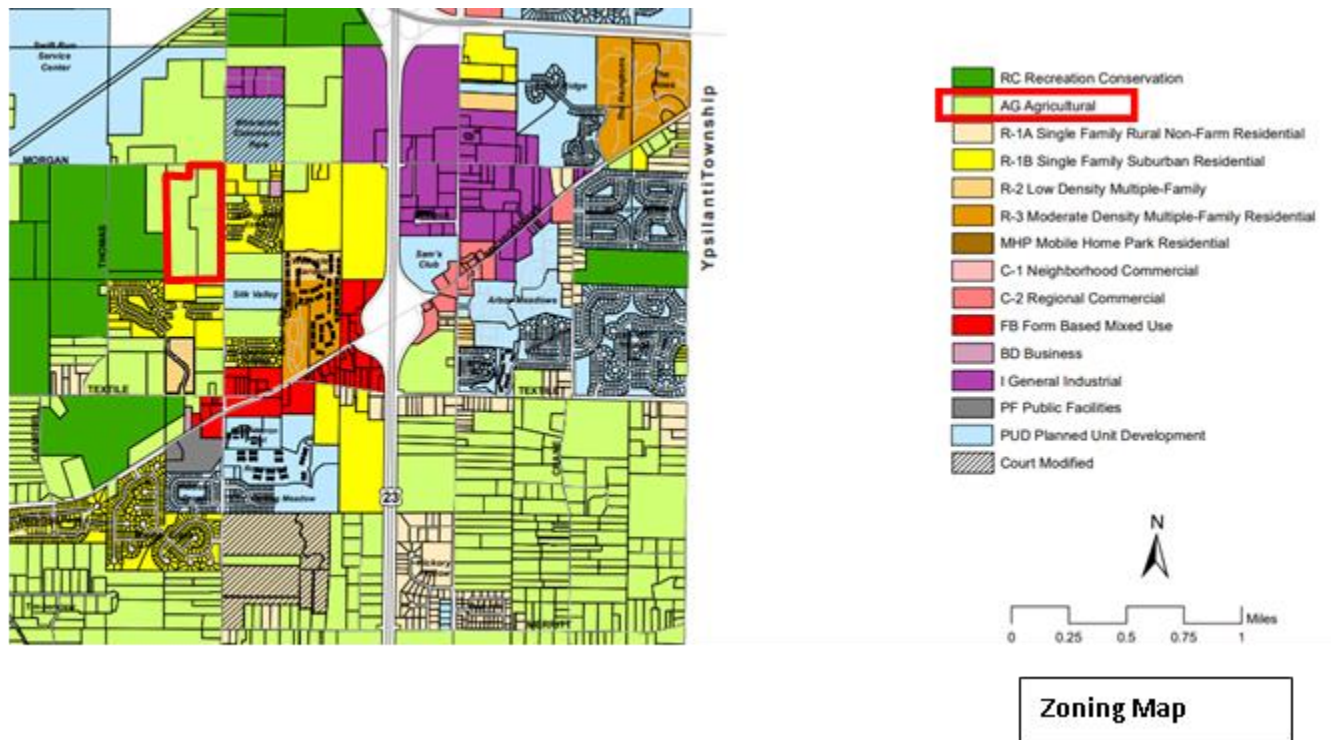 Swift Run
Service
Center
MORGAN
THOMAS
Silk Valley
Sam's
Club
Arbor Meadows
TEXTILE
TEXTILE
23
CRANE
Hickory
MERRITT
Ypsilanti Township
RC Recreation Conservation
AG Agricultural
R-1A Single Family Rural Non-Farm Residential
R-1B Single Family Suburban Residential
R-2 Low Density Multiple-Family
R-3 Moderate Density Multiple-Family Residential
MHP Mobile Home Park Residential
C-1 Neighborhood Commercial
C-2 Regional Commercial
FB Form Based Mixed Use
BD Business
I General Industrial
PF Public Facilities
PUD Planned Unit Development
Court Modified
N
Miles
0 0.25 0.5 0.75 1
Zoning Map